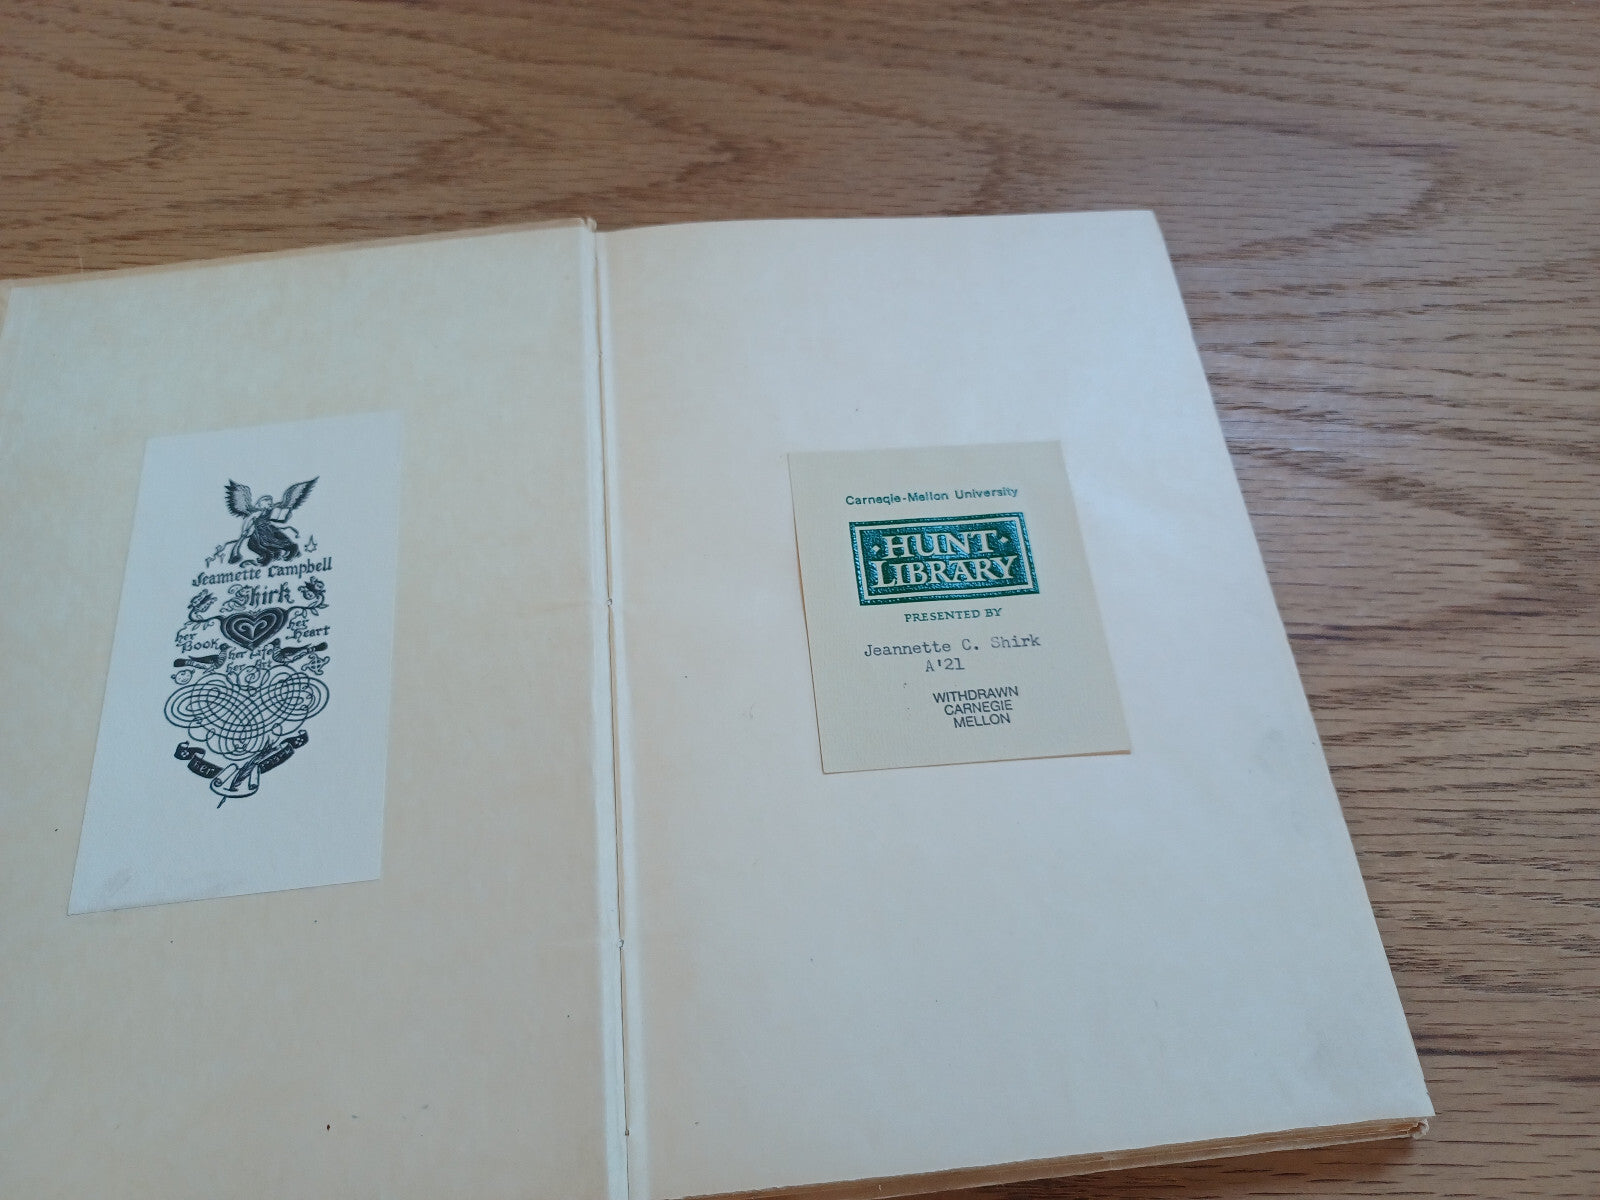 Jeannette Campbell
Shirk
her
Book
her
Heart
her Life
her Art
her
Carnegie-Mellon University
HUNT
LIBRARY
PRESENTED BY
Jeannette C. Shirk
A'21
WITHDRAWN
CARNEGIE
MELLON